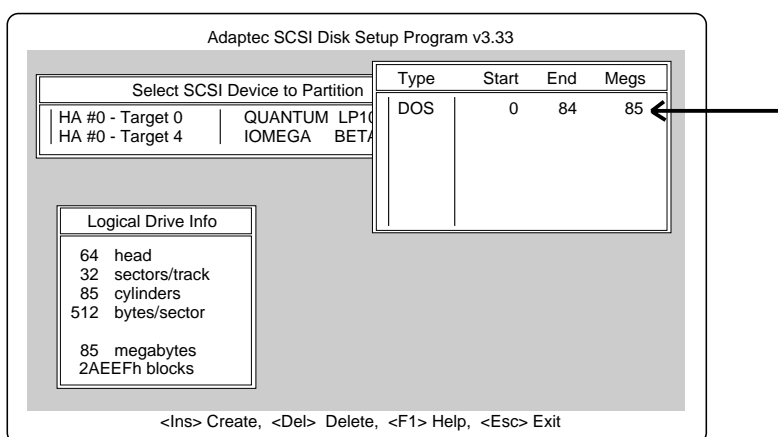 Adaptec SCSI Disk Setup Program v3.33
Select SCSI Device to Partition
HA #0 - Target 0 QUANTUM
HA #0 - Target 4 IOMEGA
Type Start End Megs
DOS 0 84 85
Logical Drive Info
64 head
32 sectors/track
85 cylinders
512 bytes/sector
85 megabytes
2AEEFh blocks
<Ins> Create, <Del> Delete, <F1> Help, <Esc> Exit